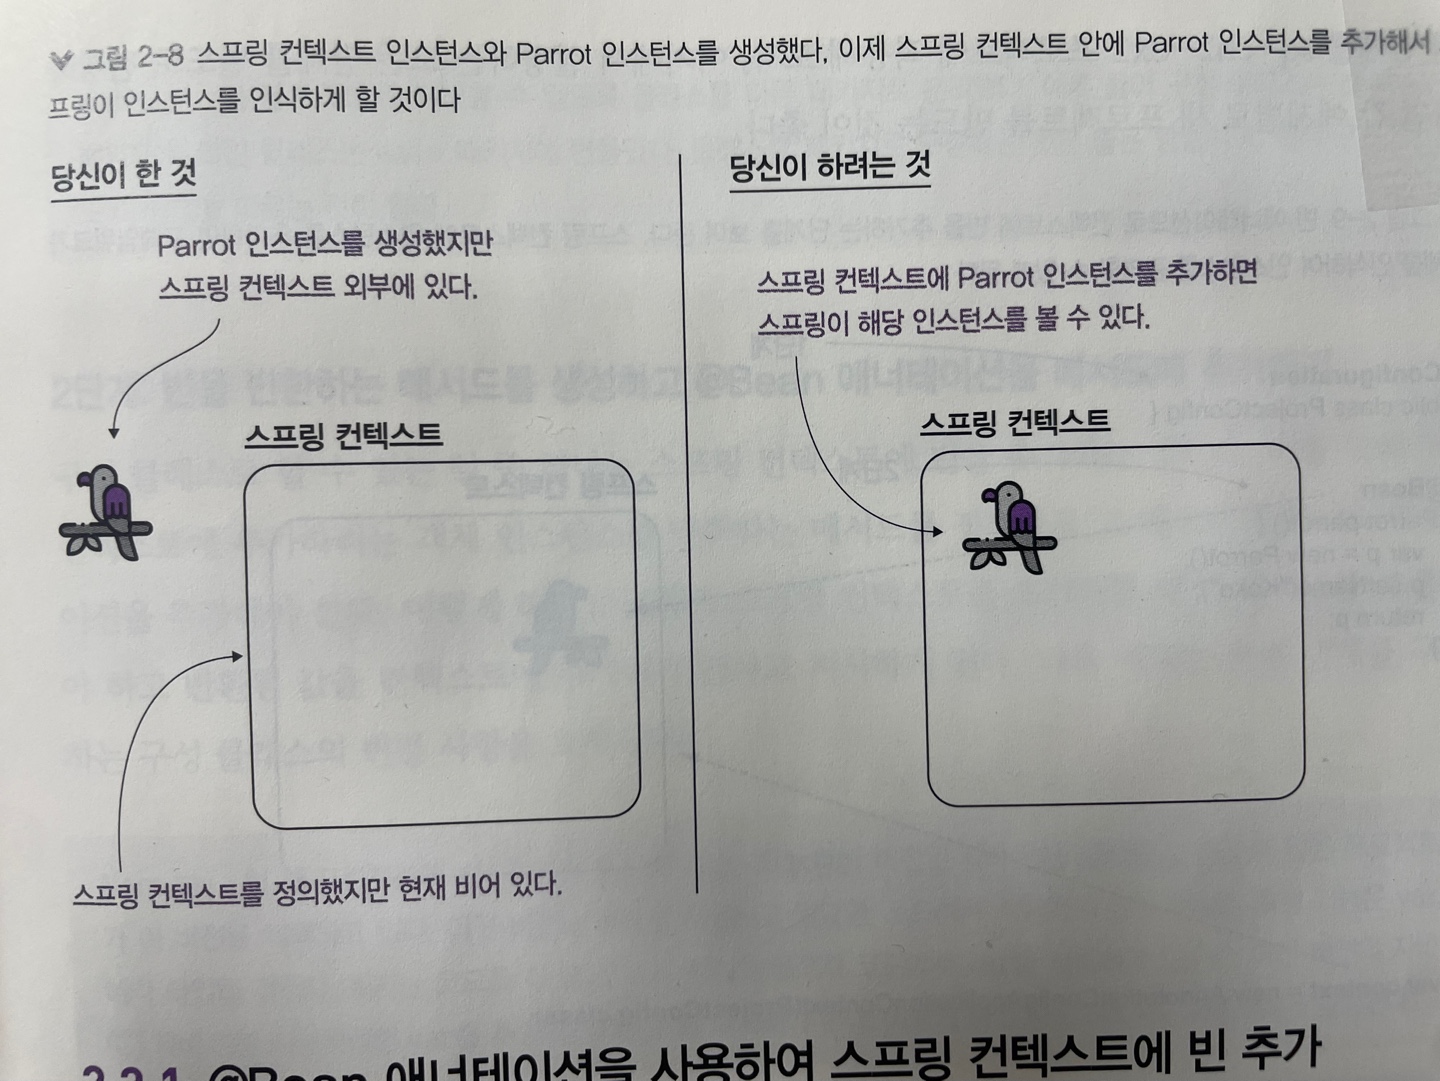 그림 2-8 스프링 컨텍스트 인스턴스와 Parrot 인스턴스를 생성했다, 이제 스프링 컨텍스트 안에 Parrot 인스턴스를 추가해서
프링이 인스턴스를 인식하게 할 것이다
당신이 한 것
Parrot 인스턴스를 생성했지만
스프링 컨텍스트 외부에 있다.
스프링 컨텍스트
스프링 컨텍스트를 정의했지만 현재 비어 있다.
당신이 하려는 것
스프링 컨텍스트에 Parrot 인스턴스를 추가하면
스프링이 해당 인스턴스를 볼 수 있다.
스프링 컨텍스트
2.2.1 @Bean 애너테이션을 사용하여 스프링 컨텍스트에 빈 추가